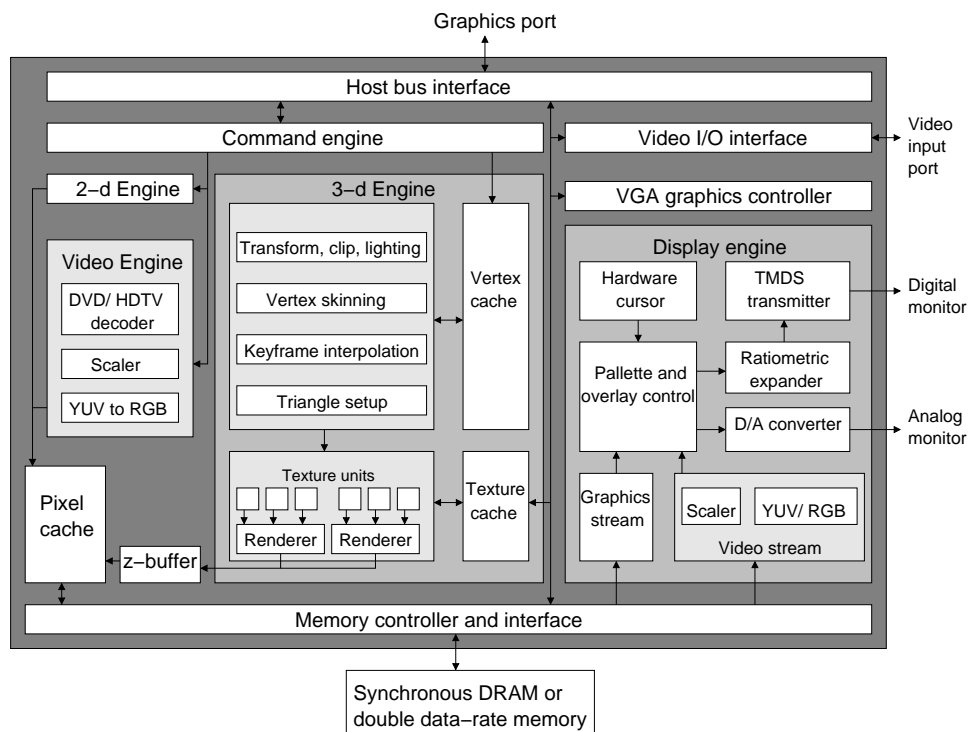 Graphics port
Host bus interface
Command engine
Video I/O interface
Video
input
port
2−d Engine
3−d Engine
VGA graphics controller
Video Engine
DVD/ HDTV
decoder
Scaler
YUV to RGB
Transform, clip, lighting
Vertex skinning
Keyframe interpolation
Triangle setup
Vertex
cache
Display engine
Hardware
cursor
TMDS
transmitter
Digital
monitor
Pallette and
overlay control
Ratiometric
expander
D/A converter
Analog
monitor
Pixel
cache
Texture units
Renderer
Renderer
Texture
cache
Graphics
stream
Scaler
YUV/ RGB
Video stream
z−buffer
Memory controller and interface
Synchronous DRAM or
double data−rate memory